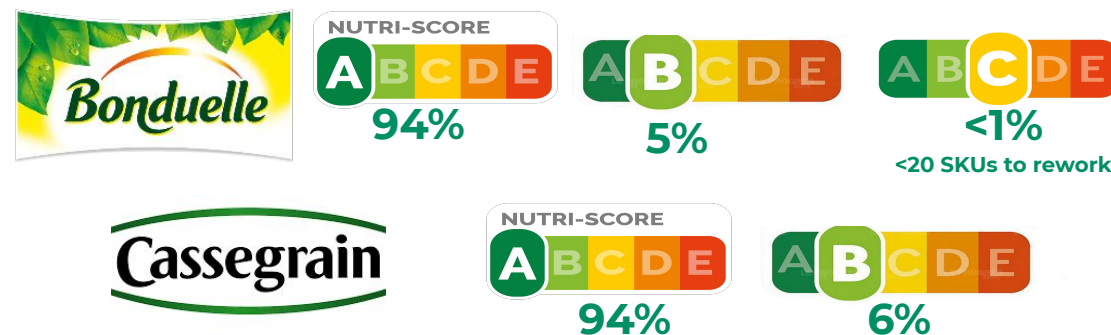 Bonduelle
NUTRI-SCORE
A B C D E
94%
A B C D E
5%
A B C D E
<1%
<20 SKUs to rework
Cassegrain
NUTRI-SCORE
A B C D E
94%
A B C D E
6%